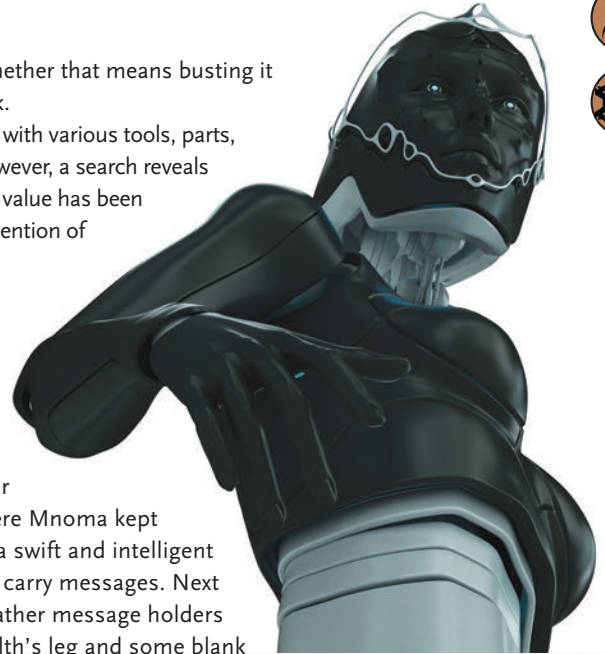 hether that means busting it
k.
with various tools, parts,
wever, a search reveals
value has been
ention of
r
ere Mnoma kept
a swift and intelligent
carry messages. Next
ather message holders
lth's leg and some blank